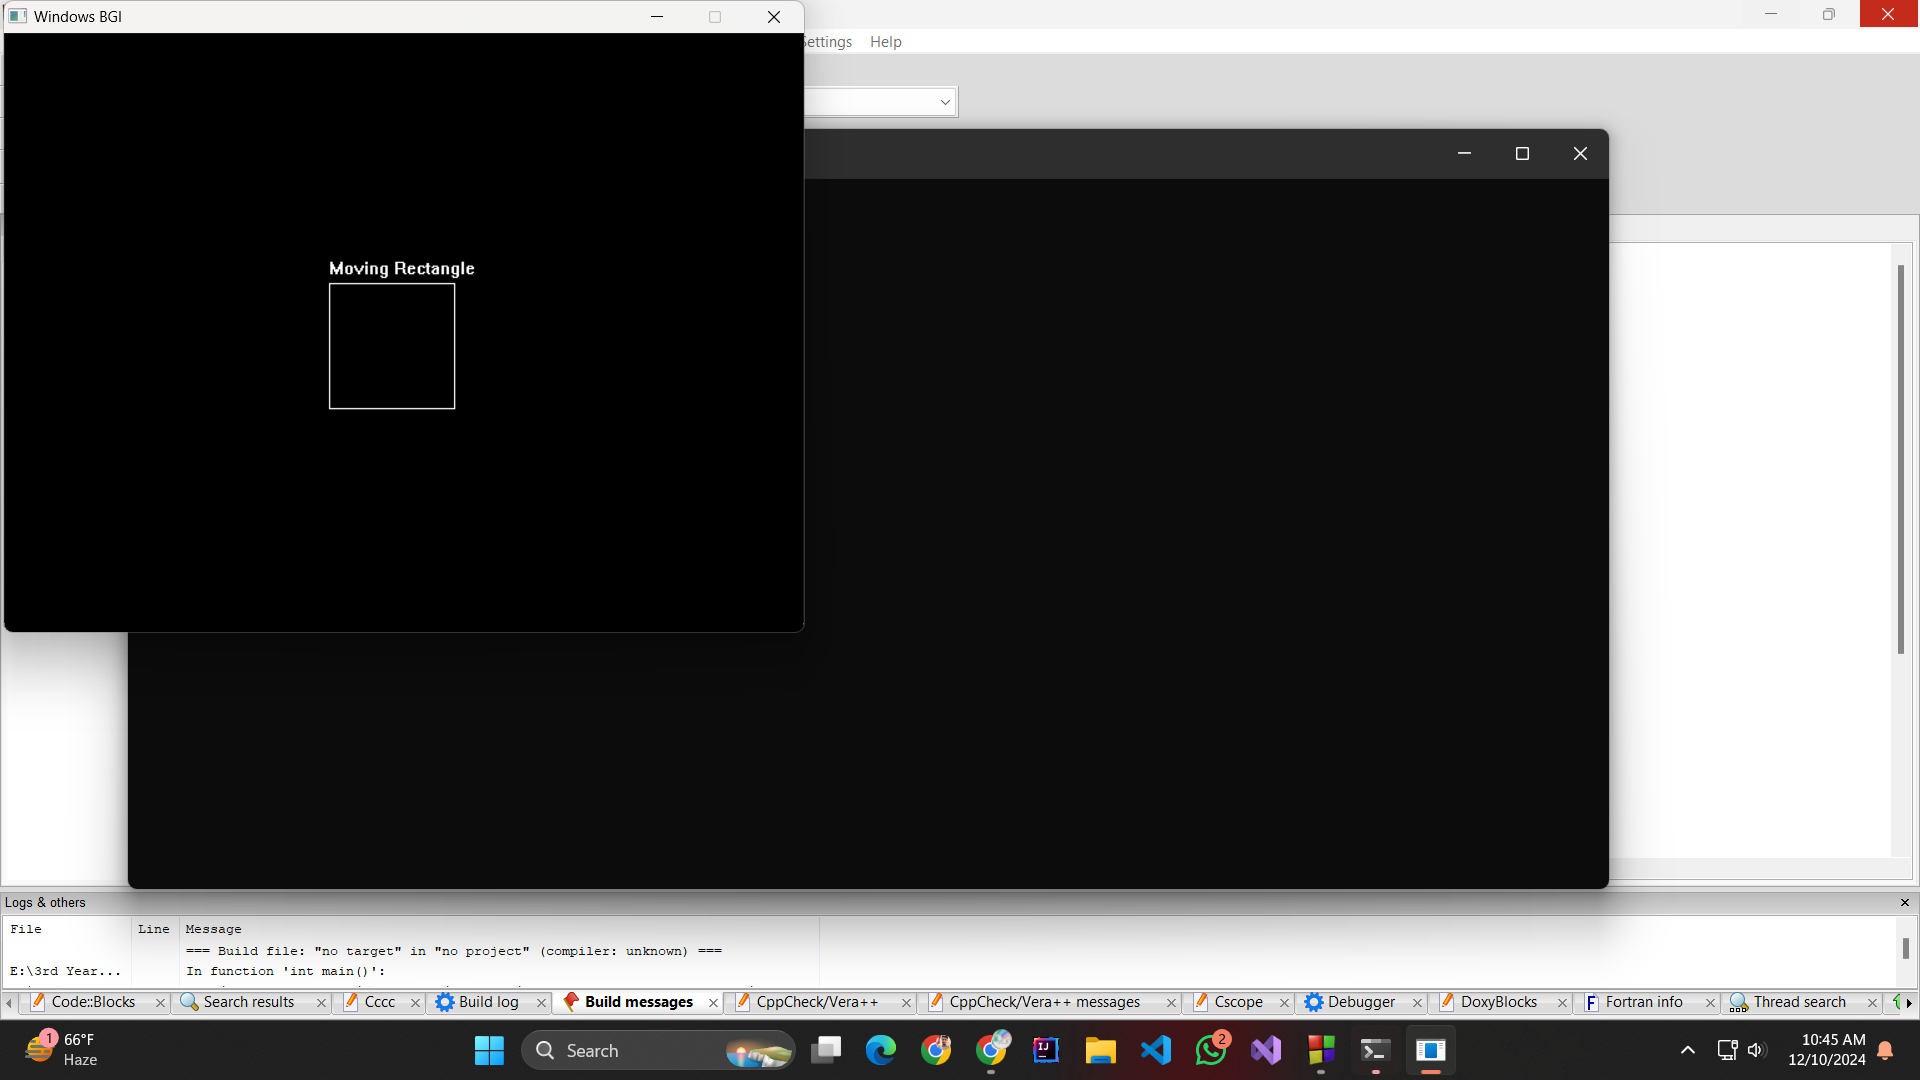 Windows BGI
Settings Help
Moving Rectangle
Logs & others
File Line Message
=== Build file: "no target" in "no project" (compiler: unknown) ===
E:\3rd Year... In function 'int main()':
Code::Blocks Search results Cccc Build log Build messages CppCheck/Vera++ CppCheck/Vera++ messages Cscope Debugger DoxyBlocks Fortran info Thread search
1 66°F
Haze
Search
IJ
2
10:45 AM
12/10/2024